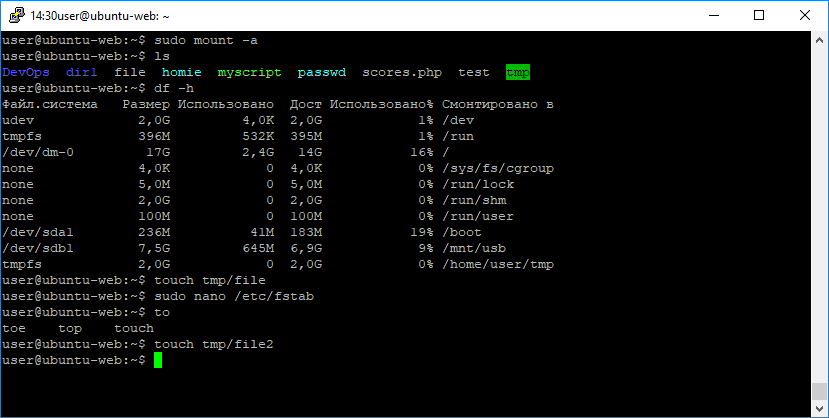 14:30user@ubuntu-web: ~
user@ubuntu-web:~$ sudo mount -a
user@ubuntu-web:~$ ls
DevOps  dir1  file  homie  myscript  passwd  scores.php  test  tmp
user@ubuntu-web:~$ df -h
Файл.система   Размер Использовано  Дост Использовано% Смонтировано в
udev             2,0G         4,0K  2,0G            1% /dev
tmpfs            396M         532K  395M            1% /run
/dev/dm-0         17G         2,4G   14G           16% /
none             4,0K            0  4,0K            0% /sys/fs/cgroup
none             5,0M            0  5,0M            0% /run/lock
none             2,0G            0  2,0G            0% /run/shm
none             100M            0  100M            0% /run/user
/dev/sda1        236M          41M  183M           19% /boot
/dev/sdb1        7,5G         645M  6,9G            9% /mnt/usb
tmpfs            2,0G            0  2,0G            0% /home/user/tmp
user@ubuntu-web:~$ touch tmp/file
user@ubuntu-web:~$ sudo nano /etc/fstab
user@ubuntu-web:~$ to
toe    top    touch
user@ubuntu-web:~$ touch tmp/file2
user@ubuntu-web:~$